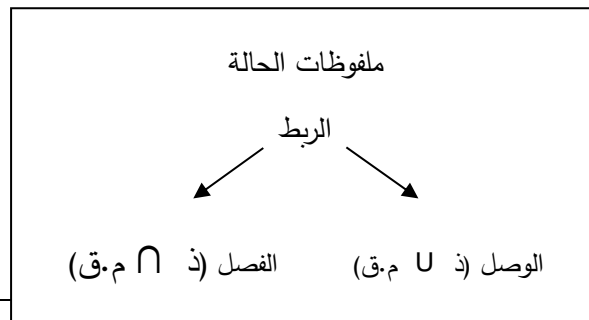 ملفوظات الحالة
الربط
الوصل (ذ U م.ق) الفصل (ذ ∩ م.ق)